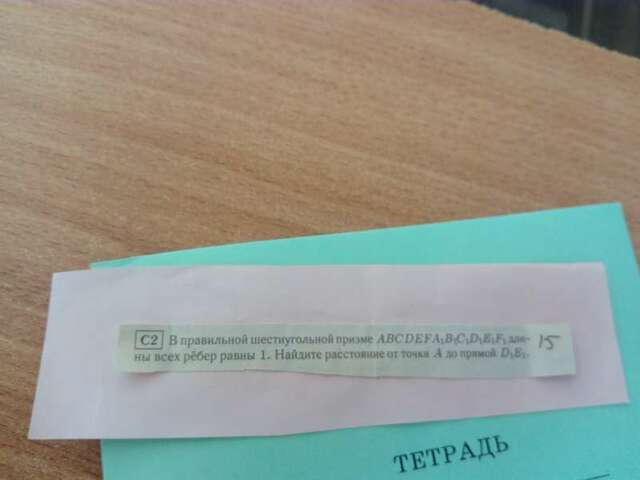 C2 В правильной шестиугольной призме ABCDEFA₁B₁C₁D₁E₁F₁ дли-
ны всех рёбер равны 1. Найдите расстояние от точки A до прямой D₁E₁.
15
ТЕТРАДЬ